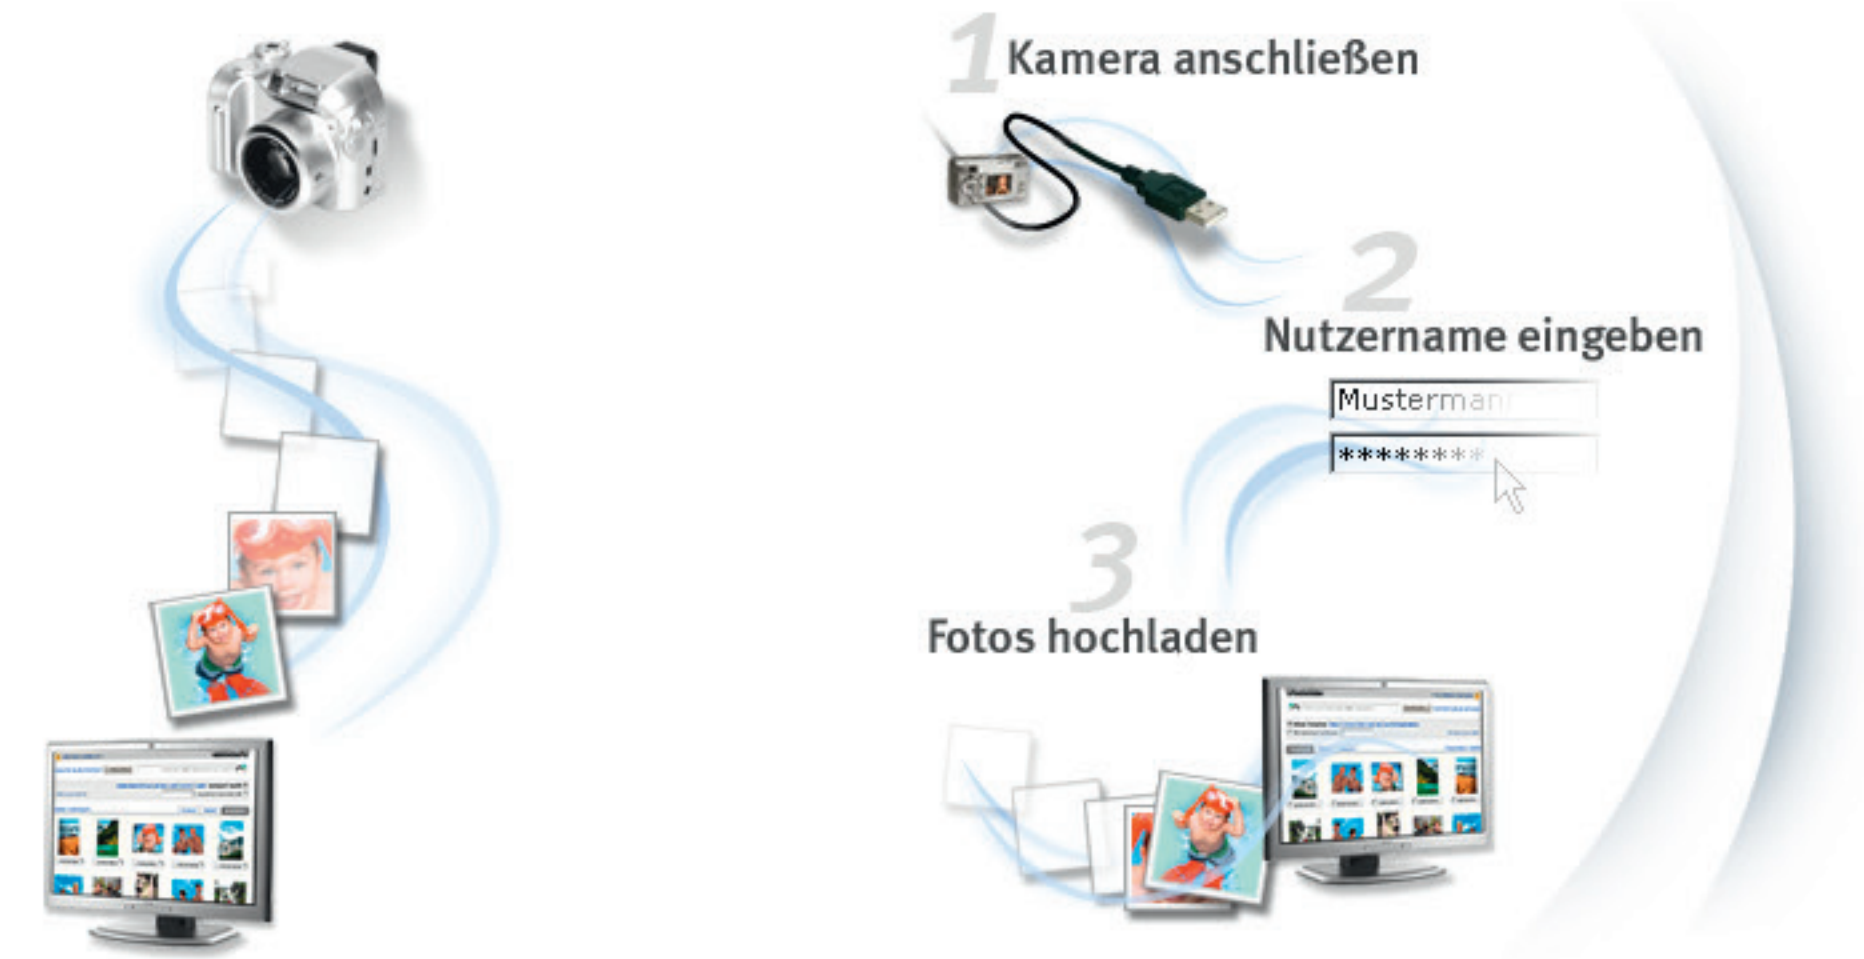 1
Kamera anschließen
2
Nutzername eingeben
Musterman
********
3
Fotos hochladen